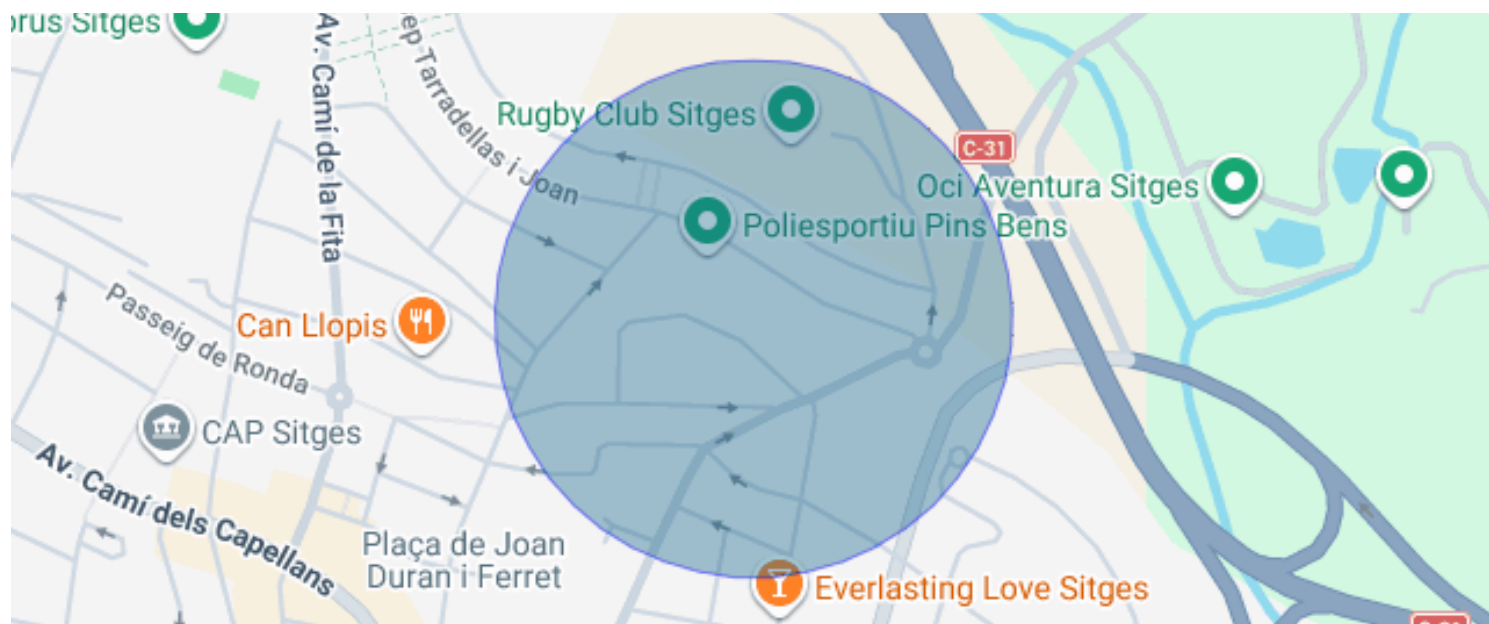 orus Sitges
Av. Camí de la Fita
ep Tarradellas i Joan
Rugby Club Sitges
C-31
Oci Aventura Sitges
Poliesportiu Pins Bens
Passeig de Ronda
Can Llopis
CAP Sitges
Av. Camí dels Capellans
Plaça de Joan
Duran i Ferret
Everlasting Love Sitges